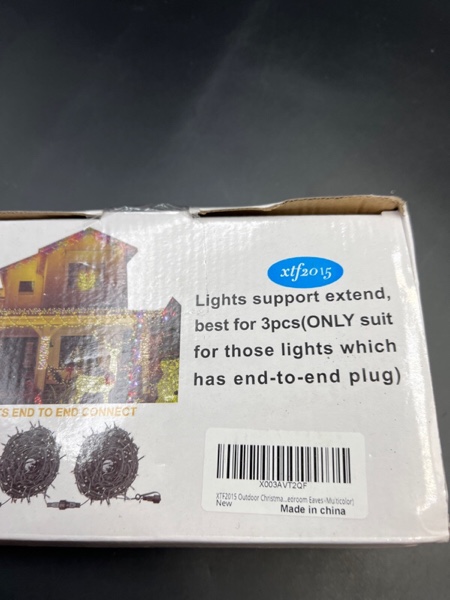 xtf2015
Lights support extend,
best for 3pcs(ONLY suit
for those lights which
has end-to-end plug)
END TO END CONNECT
X003AVT2QF
XTF2015 Outdoor Christma...eoroom Eaves-Multicolor)
New
Made in china